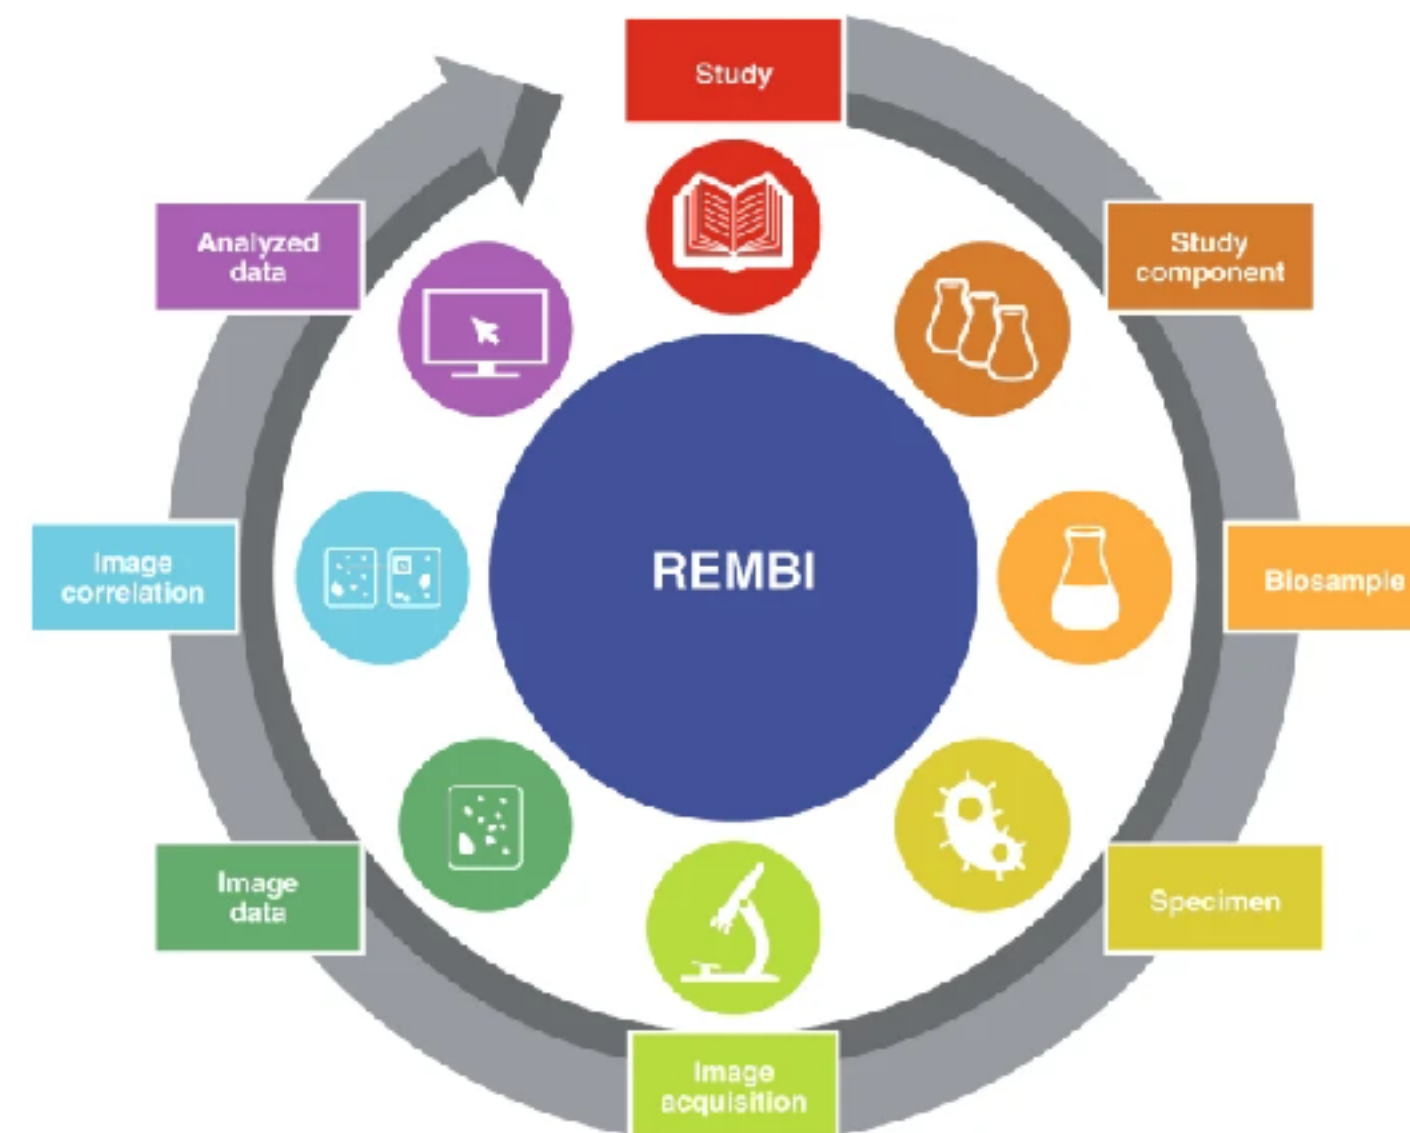 Study
Study
component
Biosample
Specimen
Image
acquisition
Image
data
Image
correlation
Analyzed
data
REMBI